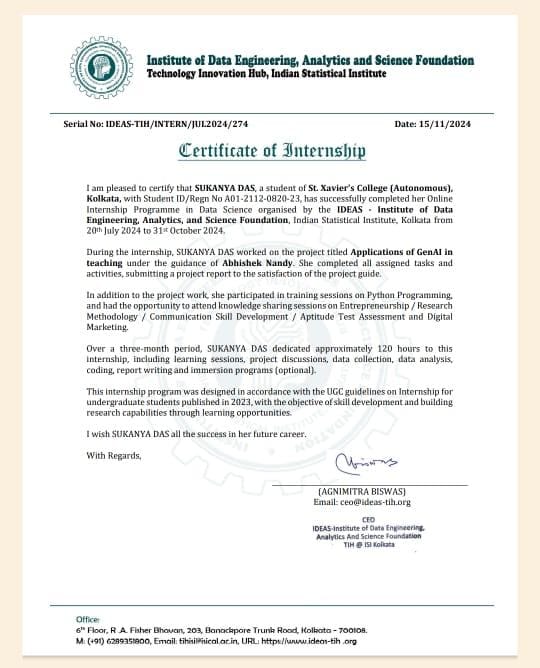 Institute of Data Engineering, Analytics and Science Foundation
Technology Innovation Hub, Indian Statistical Institute
Serial No: IDEAS-TIH/INTERN/JUL2024/274 Date: 15/11/2024
Certificate of Internship
I am pleased to certify that SUKANYA DAS, a student of St. Xavier's College (Autonomous),
Kolkata, with Student ID/Regn No A01-2112-0820-23, has successfully completed her Online
Internship Programme in Data Science organised by the IDEAS - Institute of Data
Engineering, Analytics, and Science Foundation, Indian Statistical Institute, Kolkata from
20th July 2024 to 31st October 2024.
During the internship, SUKANYA DAS worked on the project titled Applications of GenAI in
teaching under the guidance of Abhishek Nandy. She completed all assigned tasks and
activities, submitting a project report to the satisfaction of the project guide.
In addition to the project work, she participated in training sessions on Python Programming,
and had the opportunity to attend knowledge sharing sessions on Entrepreneurship / Research
Methodology / Communication Skill Development / Aptitude Test Assessment and Digital
Marketing.
Over a three-month period, SUKANYA DAS dedicated approximately 120 hours to this
internship, including learning sessions, project discussions, data collection, data analysis,
coding, report writing and immersion programs (optional).
This internship program was designed in accordance with the UGC guidelines on Internship for
undergraduate students published in 2023, with the objective of skill development and building
research capabilities through learning opportunities.
I wish SUKANYA DAS all the success in her future career.
With Regards,
(AGNIMITRA BISWAS)
Email: ceo@ideas-tih.org
CEO
IDEAS-Institute of Data Engineering,
Analytics And Science Foundation
TIH @ ISI Kolkata
Office:
6th Floor, R .A. Fisher Bhavan, 203, Barrackpore Trunk Road, Kolkata - 700108.
M: (+91) 6289351800, Email: tihisi@isical.ac.in, URL: https://www.ideas-tih .org